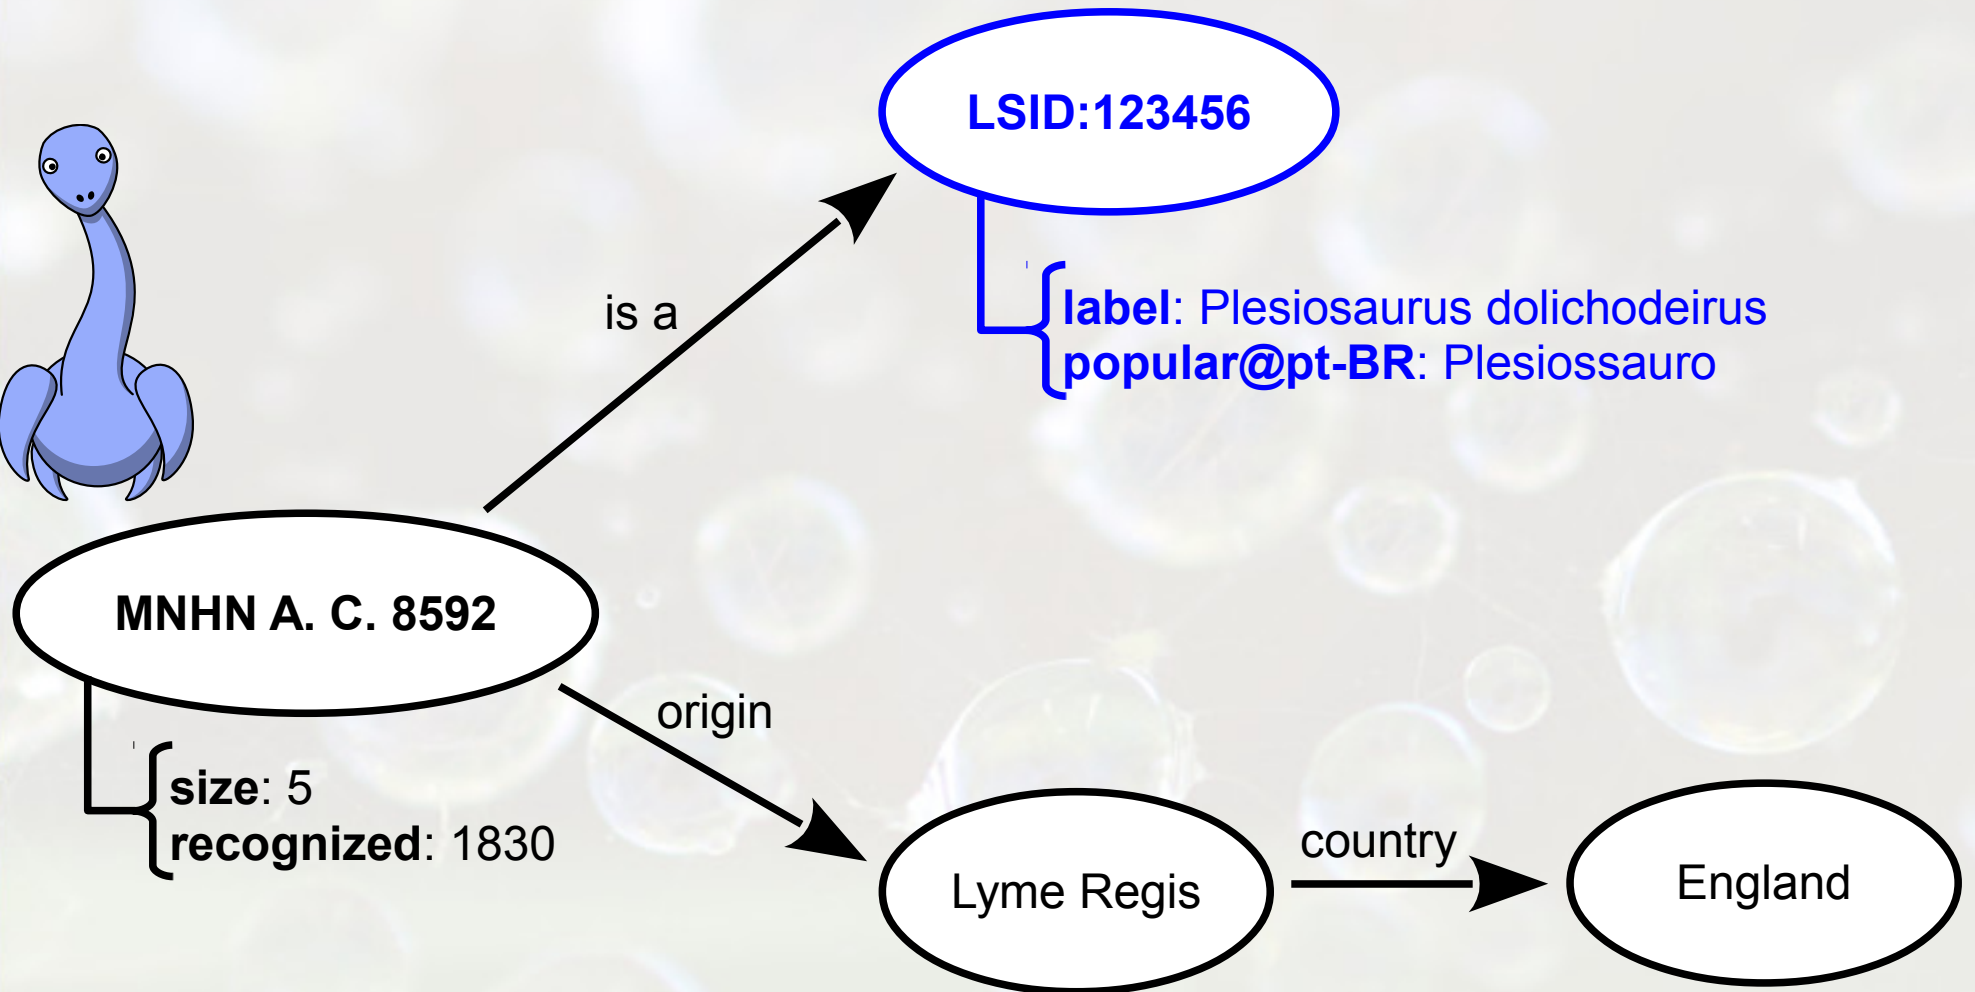 LSID:123456
label: Plesiosaurus dolichodeirus
popular@pt-BR: Plesiossauro
is a
MNHN A. C. 8592
origin
size: 5
recognized: 1830
country
Lyme Regis
England